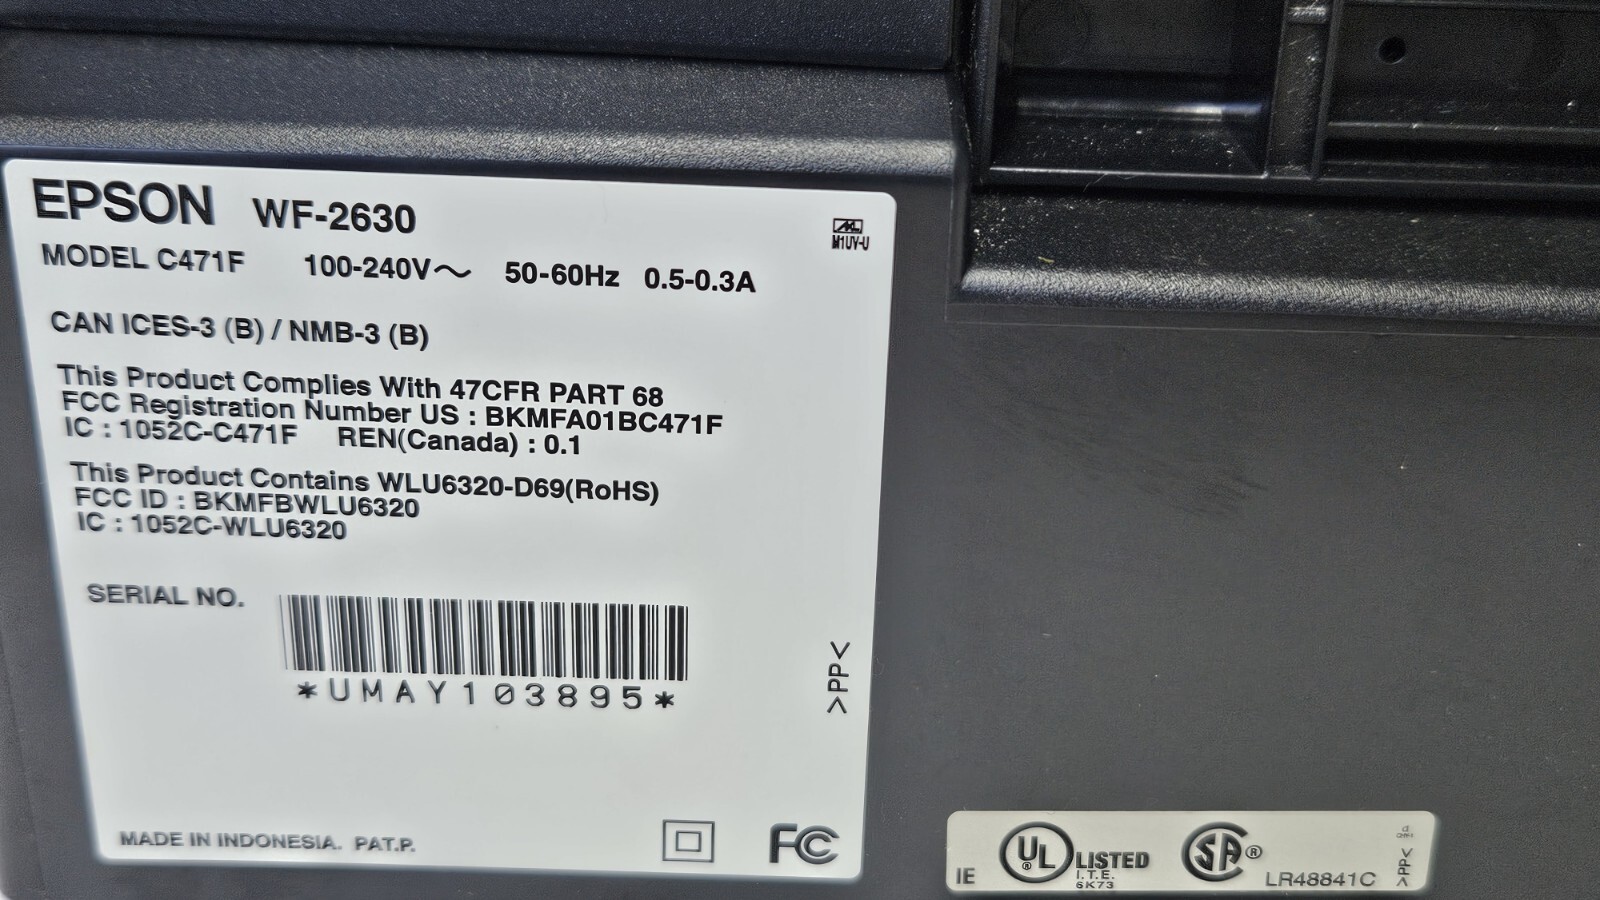 EPSON WF-2630
M1UV-U
MODEL C471F 100-240V～ 50-60Hz 0.5-0.3A
CAN ICES-3 (B) / NMB-3 (B)
This Product Complies With 47CFR PART 68
FCC Registration Number US : BKMFA01BC471F
IC : 1052C-C471F REN(Canada) : 0.1
This Product Contains WLU6320-D69(RoHS)
FCC ID : BKMFBWLU6320
IC : 1052C-WLU6320
SERIAL NO.
*UMAY103895*
>PP<
MADE IN INDONESIA. PAT.P.
FC
IE
UL® LISTED
I.T.E.
6K73
SA®
LR48841C
>PP<